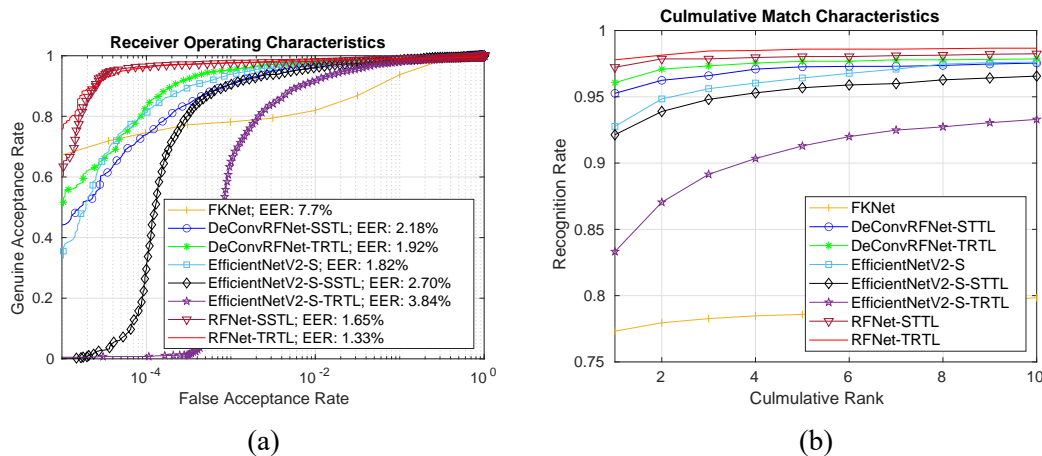 Receiver Operating Characteristics
1
0.8
0.6
0.4
0.2
0
Genuine Acceptance Rate
FKNet; EER: 7.7%
DeConvRFNet-SSTL; EER: 2.18%
DeConvRFNet-TRTL; EER: 1.92%
EfficientNetV2-S; EER: 1.82%
EfficientNetV2-S-SSTL; EER: 2.70%
EfficientNetV2-S-TRTL; EER: 3.84%
RFNet-SSTL; EER: 1.65%
RFNet-TRTL; EER: 1.33%
10^-4
10^-2
10^0
False Acceptance Rate
(a)
Culmulative Match Characteristics
1
0.95
0.9
0.85
0.8
0.75
Recognition Rate
FKNet
DeConvRFNet-STTL
DeConvRFNet-TRTL
EfficientNetV2-S
EfficientNetV2-S-STTL
EfficientNetV2-S-TRTL
RFNet-STTL
RFNet-TRTL
2
4
6
8
10
Culmulative Rank
(b)